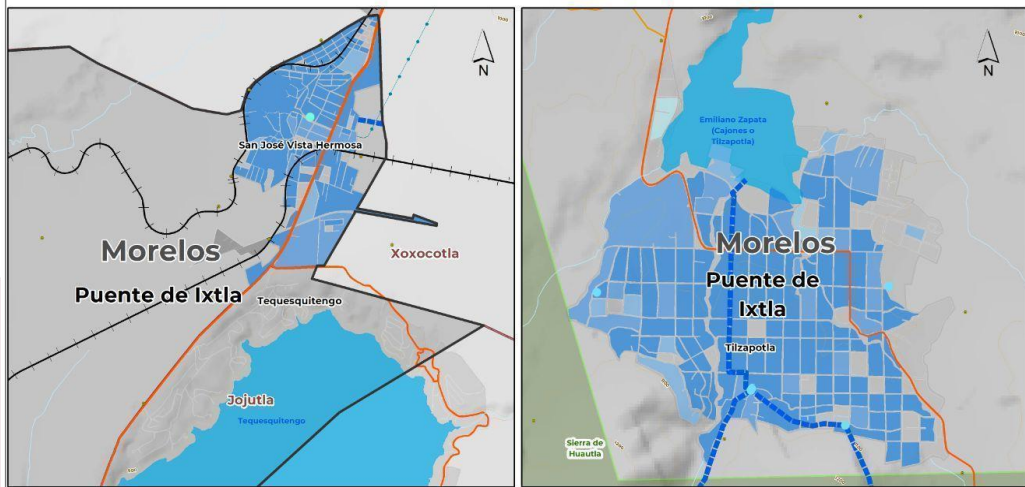 N
San José Vista Hermosa
Morelos
Xoxocotla
Puente de Ixtla
Tequesquitengo
Jojutla
Tequesquitengo
N
Emiliano Zapata
(Cajones o
Tilzapotla)
Morelos
Puente de
Ixtla
Tilzapotla
Sierra de
Huautla